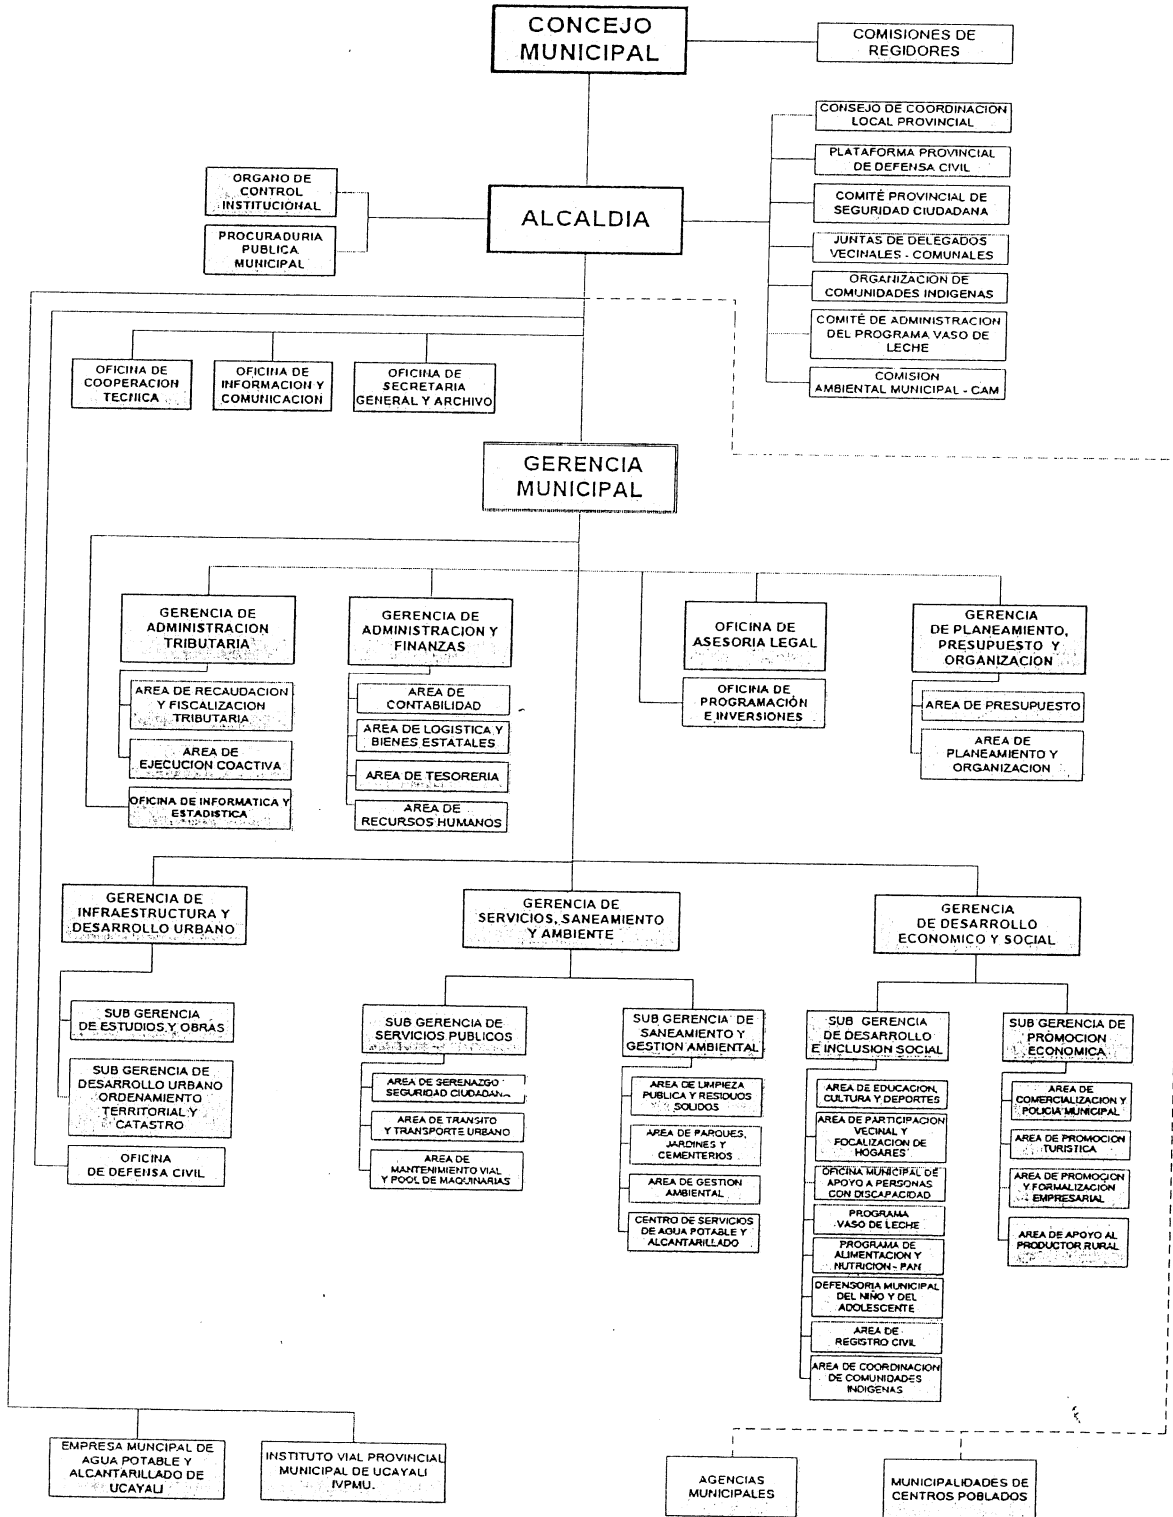 CONCEJO
MUNICIPAL
COMISIONES DE
REGIDORES
CONSEJO DE COORDINACION
LOCAL PROVINCIAL
PLATAFORMA PROVINCIAL
DE DEFENSA CIVIL
COMITÉ PROVINCIAL DE
SEGURIDAD CIUDADANA
JUNTAS DE DELEGADOS
VECINALES - COMUNALES
ORGANIZACIÓN DE
COMUNIDADES INDIGENAS
COMITÉ DE ADMINISTRACION
DEL PROGRAMA VASO DE
LECHE
COMISION
AMBIENTAL MUNICIPAL - CAM
ORGANO DE
CONTROL
INSTITUCIONAL
PROCURADURIA
PUBLICA
MUNICIPAL
ALCALDIA
OFICINA DE
COOPERACION
TECNICA
OFICINA DE
INFORMACION Y
COMUNICACION
OFICINA DE
SECRETARIA
GENERAL Y ARCHIVO
GERENCIA
MUNICIPAL
GERENCIA DE
ADMINISTRACION
TRIBUTARIA
AREA DE RECAUDACION
Y FISCALIZACION
TRIBUTARIA
AREA DE
EJECUCION COACTIVA
OFICINA DE INFORMATICA Y
ESTADISTICA
GERENCIA DE
ADMINISTRACION Y
FINANZAS
AREA DE
CONTABILIDAD
AREA DE LOGISTICA Y
BIENES ESTATALES
AREA DE TESORERIA
AREA DE
RECURSOS HUMANOS
OFICINA DE
ASESORIA LEGAL
OFICINA DE
PROGRAMACIÓN
E INVERSIONES
GERENCIA
DE PLANEAMIENTO,
PRESUPUESTO Y
ORGANIZACION
AREA DE PRESUPUESTO
AREA DE
PLANEAMIENTO Y
ORGANIZACION
GERENCIA DE
INFRAESTRUCTURA Y
DESARROLLO URBANO
SUB GERENCIA
DE ESTUDIOS Y OBRAS
SUB GERENCIA DE
DESARROLLO URBANO
ORDENAMIENTO
TERRITORIAL Y
CATASTRO
OFICINA
DE DEFENSA CIVIL
GERENCIA DE
SERVICIOS, SANEAMIENTO
Y AMBIENTE
SUB GERENCIA DE
SERVICIOS PUBLICOS
AREA DE SERENAZGO
SEGURIDAD CIUDADANA
AREA DE TRANSITO
Y TRANSPORTE URBANO
AREA DE
MANTENIMIENTO VIAL
Y POOL DE MAQUINARIAS
SUB GERENCIA DE
SANEAMIENTO Y
GESTION AMBIENTAL
AREA DE LIMPIEZA
PUBLICA Y RESIDUOS
SOLIDOS
AREA DE PARQUES,
JARDINES Y
CEMENTERIOS
AREA DE GESTION
AMBIENTAL
CENTRO DE SERVICIOS
DE AGUA POTABLE Y
ALCANTARILLADO
GERENCIA
DE DESARROLLO
ECONOMICO Y SOCIAL
SUB GERENCIA
DE DESARROLLO
E INCLUSION SOCIAL
AREA DE EDUCACION,
CULTURA Y DEPORTES
AREA DE PARTICIPACION
VECINAL Y
FOCALIZACION DE
HOGARES
OFICINA MUNICIPAL DE
APOYO A PERSONAS
CON DISCAPACIDAD
PROGRAMA
VASO DE LECHE
PROGRAMA DE
ALIMENTACION Y
NUTRICION - PAN
DEFENSORIA MUNICIPAL
DEL NIÑO Y DEL
ADOLESCENTE
AREA DE
REGISTRO CIVIL
AREA DE COORDINACION
DE COMUNIDADES
INDIGENAS
SUB GERENCIA DE
PROMOCION
ECONOMICA
AREA DE
COMERCIALIZACION Y
POLICIA MUNICIPAL
AREA DE PROMOCION
TURISTICA
AREA DE PROMOCION
Y FORMALIZACIÓN
EMPRESARIAL
AREA DE APOYO AL
PRODUCTOR RURAL
EMPRESA MUNCIPAL DE
AGUA POTABLE Y
ALCANTARILLADO DE
UCAYALI
INSTITUTO VIAL PROVINCIAL
MUNICIPAL DE UCAYALI
IVPMU.
AGENCIAS
MUNICIPALES
MUNICIPALIDADES DE
CENTROS POBLADOS